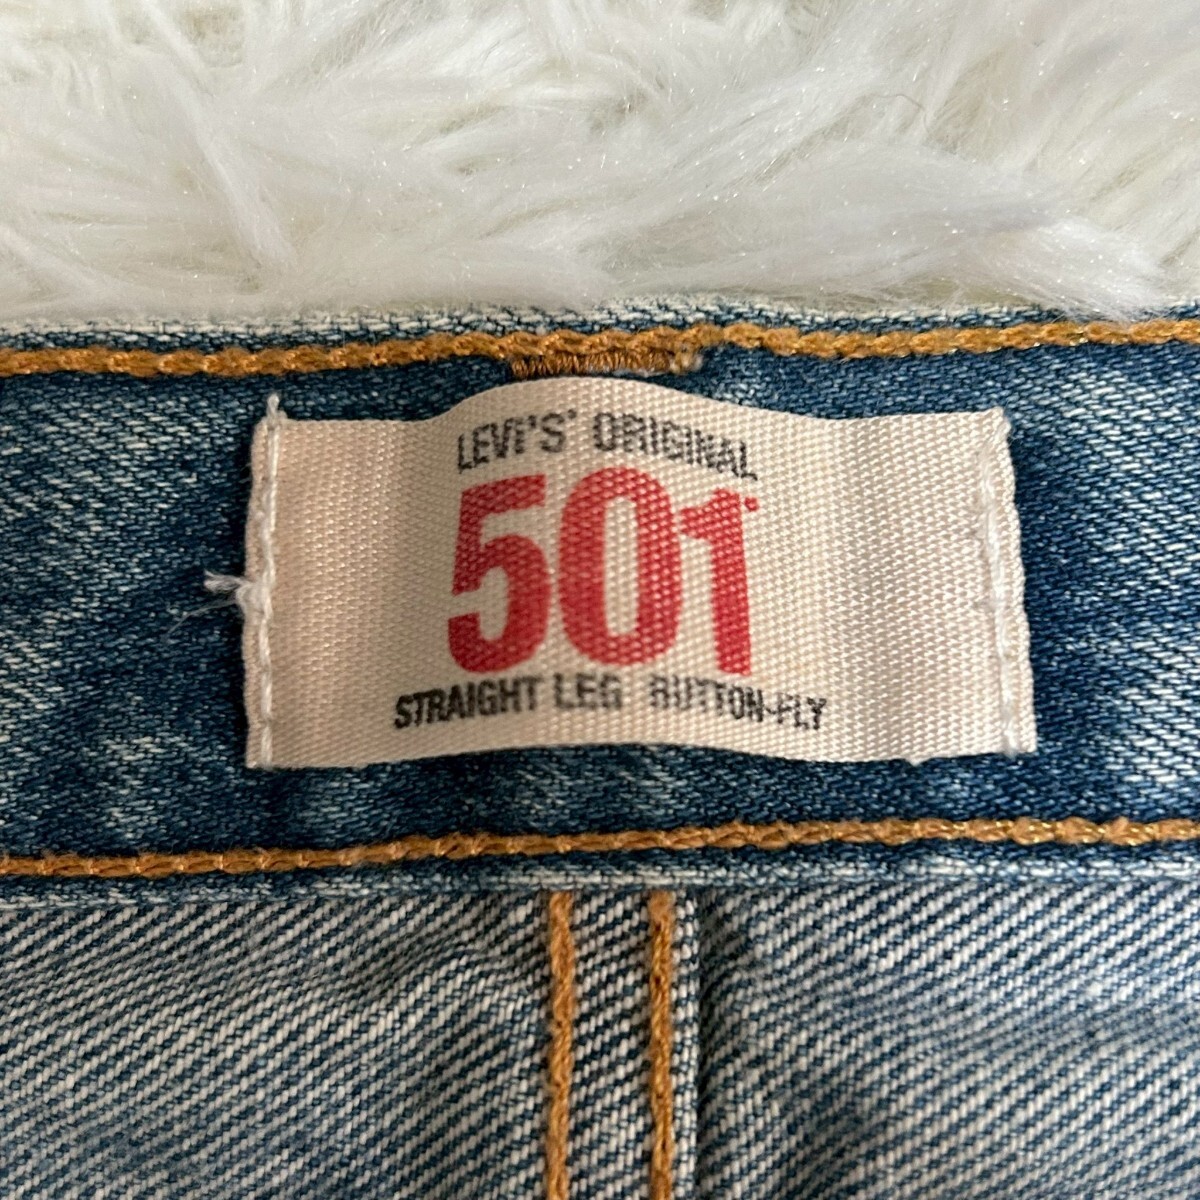 LEVI'S® ORIGINAL
501®
STRAIGHT LEG BUTTON-FLY